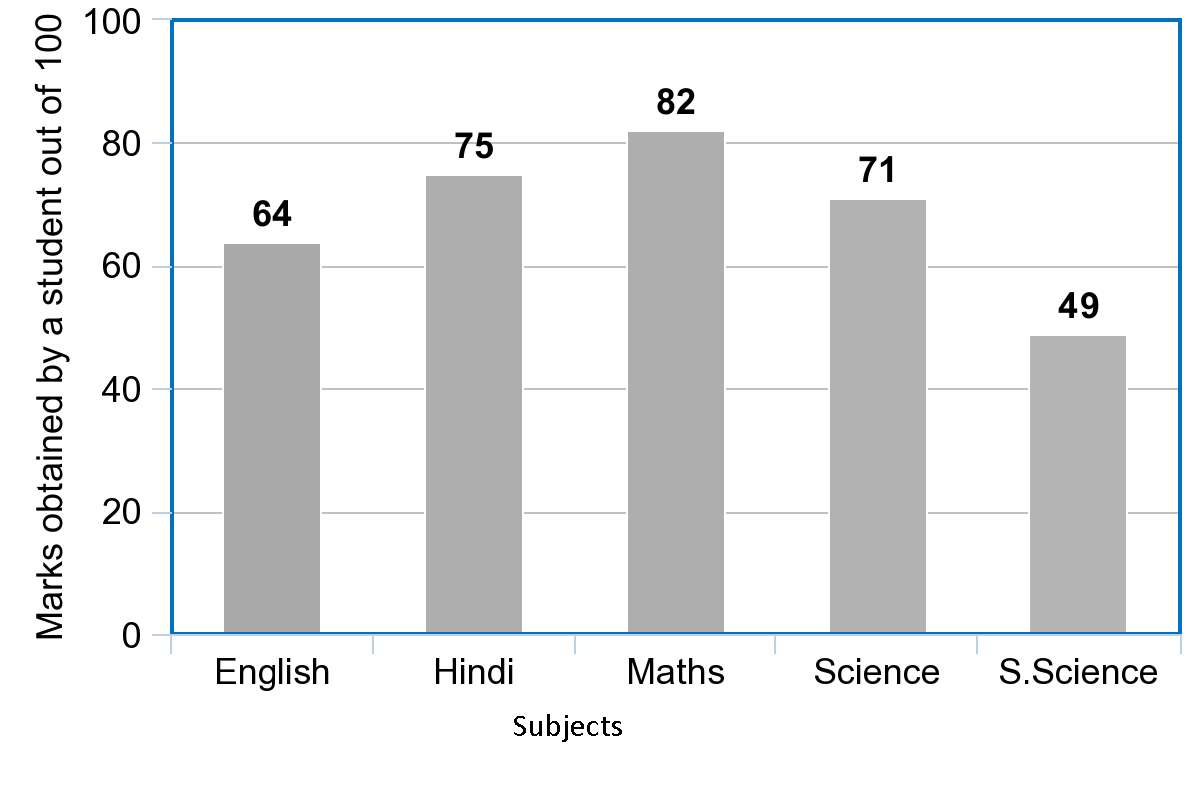 Marks obtained by a student out of 100
100
80
60
40
20
0
64
75
82
71
49
English
Hindi
Maths
Science
S.Science
Subjects